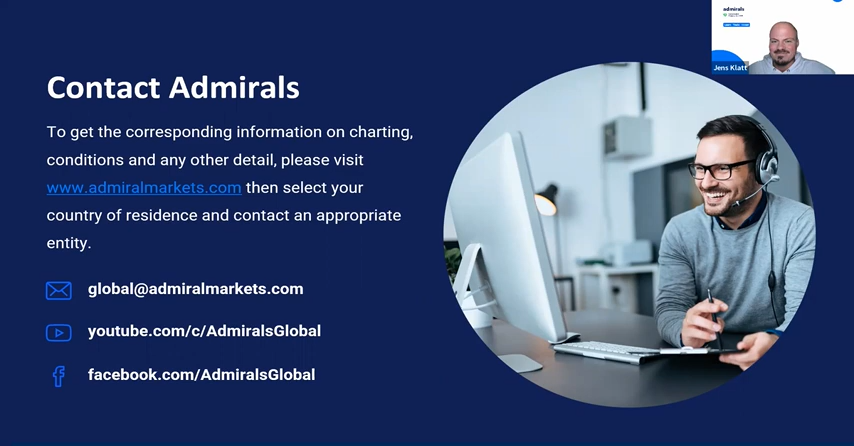 Contact Admirals
To get the corresponding information on charting,
conditions and any other detail, please visit
www.admiralmarkets.com then select your
country of residence and contact an appropriate
entity.
global@admiralmarkets.com
youtube.com/c/AdmiralsGlobal
facebook.com/AdmiralsGlobal
admirals
Jens Klatt